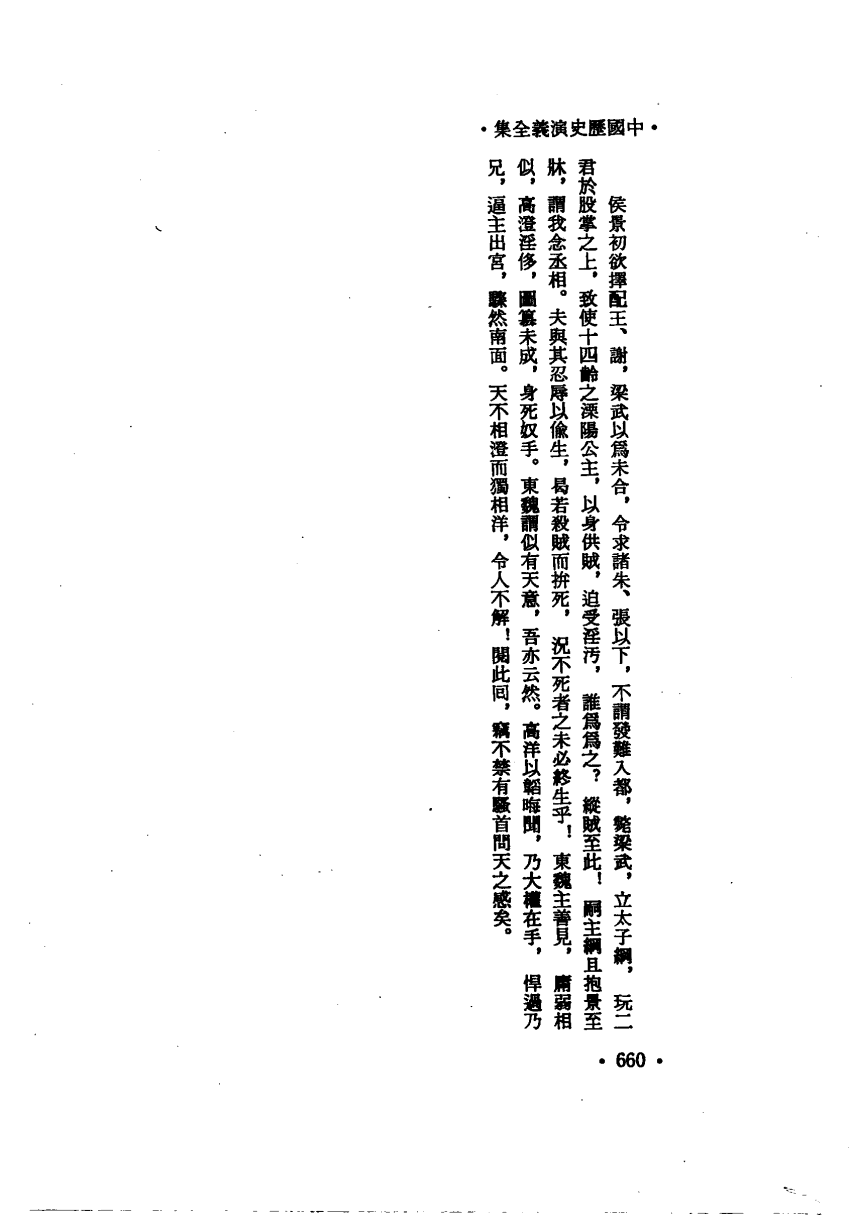 ·中國歷史演義全集·
侯景初欲擇配王、謝，梁武以爲未合，令求諸朱、張以下，不謂發難入都，斃梁武，立太子綱，玩二
君於股掌之上，致使十四齡之溧陽公主，以身供賊，迫受淫污，誰爲爲之？縱賊至此！嗣主綱且抱景至
牀，謂我念丞相。夫與其忍辱以偸生，曷若殺賊而拚死，況不死者之未必終生乎！東魏主善見，庸弱相
似，高澄淫侈，圖篡未成，身死奴手。東魏謂似有天意，吾亦云然。高洋以韜晦聞，乃大權在手，悍過乃
兄，逼主出宮，驟然南面。天不相澄而獨相洋，令人不解！閱此囘，竊不禁有騷首問天之感矣。
·660·